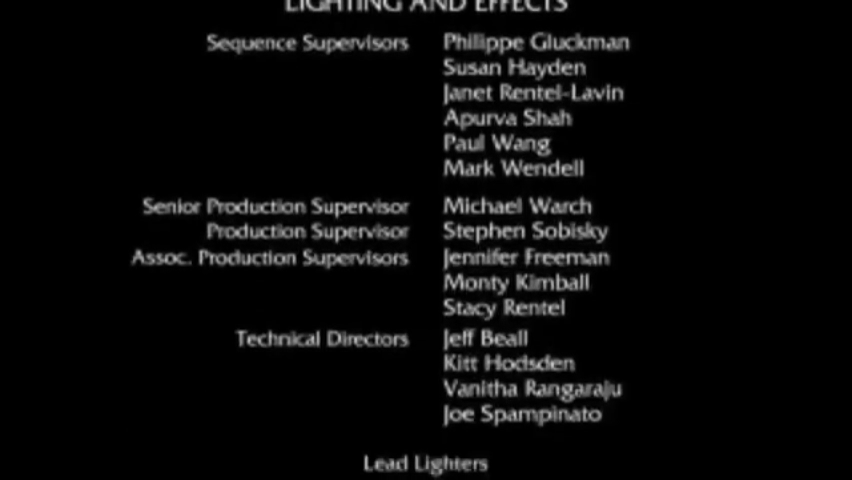 LIGHTING AND EFFECTS
Sequence Supervisors Philippe Gluckman
Susan Hayden
Janet Rentel-Lavin
Apurva Shah
Paul Wang
Mark Wendell
Senior Production Supervisor Michael Warch
Production Supervisor Stephen Sobisky
Assoc. Production Supervisors Jennifer Freeman
Monty Kimball
Stacy Rentel
Technical Directors Jeff Beall
Kitt Hodsden
Vanitha Rangaraju
Joe Spampinato
Lead Lighters